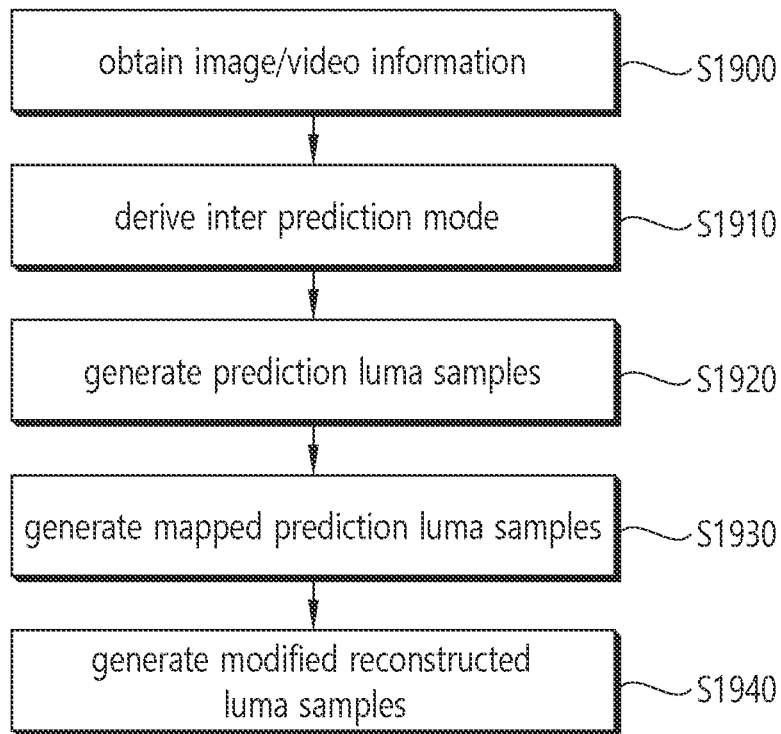 obtain image/video information
S1900
derive inter prediction mode
S1910
generate prediction luma samples
S1920
generate mapped prediction luma samples
S1930
generate modified reconstructed
luma samples
S1940